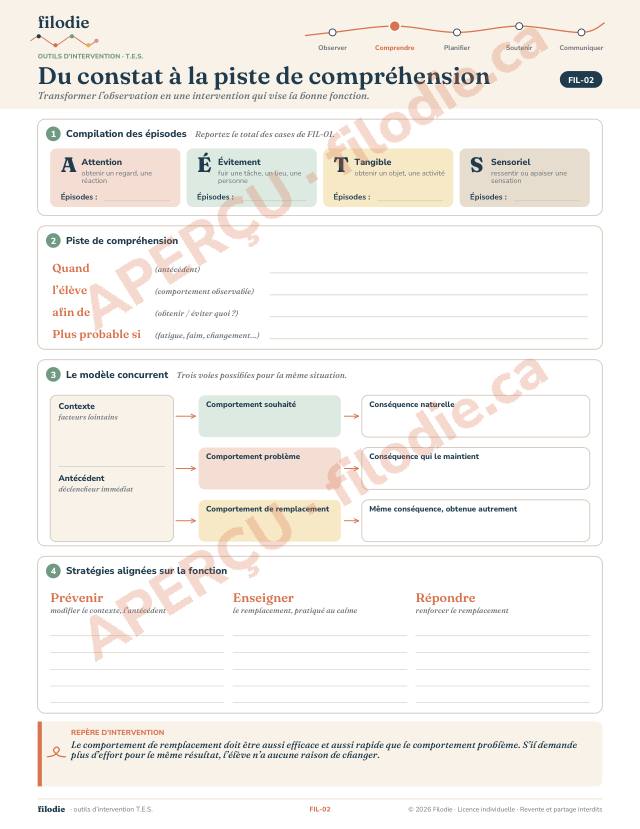 filodie
OUTILS D'INTERVENTION · T.E.S.
Observer Comprendre Planifier Soutenir Communiquer
Du constat à la piste de compréhension
FIL-02
Transformer l'observation en une intervention qui vise la bonne fonction.
1 Compilation des épisodes Reportez le total des cases de FIL-01.
A Attention
obtenir un regard, une réaction
Épisodes :
É Évitement
fuir une tâche, un lieu, une personne
Épisodes :
T Tangible
obtenir un objet, une activité
Épisodes :
S Sensoriel
ressentir ou apaiser une sensation
Épisodes :
2 Piste de compréhension
Quand (antécédent)
l'élève (comportement observable)
afin de (obtenir / éviter quoi ?)
Plus probable si (fatigue, faim, changement…)
3 Le modèle concurrent Trois voies possibles pour la même situation.
Contexte
facteurs lointains
Antécédent
déclencheur immédiat
Comportement souhaité
Conséquence naturelle
Comportement problème
Conséquence qui le maintient
Comportement de remplacement
Même conséquence, obtenue autrement
4 Stratégies alignées sur la fonction
Prévenir
modifier le contexte, l'antécédent
Enseigner
le remplacement, pratiqué au calme
Répondre
renforcer le remplacement
REPÈRE D'INTERVENTION
Le comportement de remplacement doit être aussi efficace et aussi rapide que le comportement problème. S'il demande
plus d'effort pour le même résultat, l'élève n'a aucune raison de changer.
filodie · outils d'intervention T.E.S.
FIL-02
© 2026 Filodie · Licence individuelle · Revente et partage interdits
APERÇU · filodie.ca
APERÇU · filodie.ca